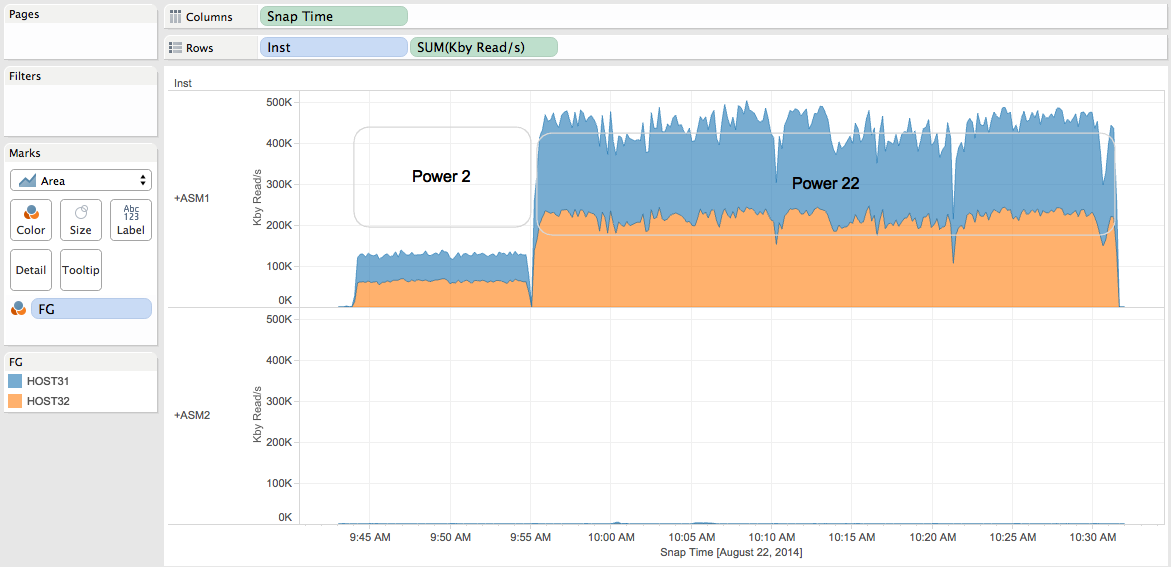 Pages
Columns
Snap Time
Rows
Inst
SUM(Kby Read/s)
Filters
Marks
Area
Color
Size
Abc
123
Label
Detail
Tooltip
FG
FG
HOST31
HOST32
Inst
+ASM1
Kby Read/s
500K
400K
300K
200K
100K
0K
Power 2
Power 22
+ASM2
Kby Read/s
500K
400K
300K
200K
100K
0K
9:45 AM 9:50 AM 9:55 AM 10:00 AM 10:05 AM 10:10 AM 10:15 AM 10:20 AM 10:25 AM 10:30 AM
Snap Time [August 22, 2014]